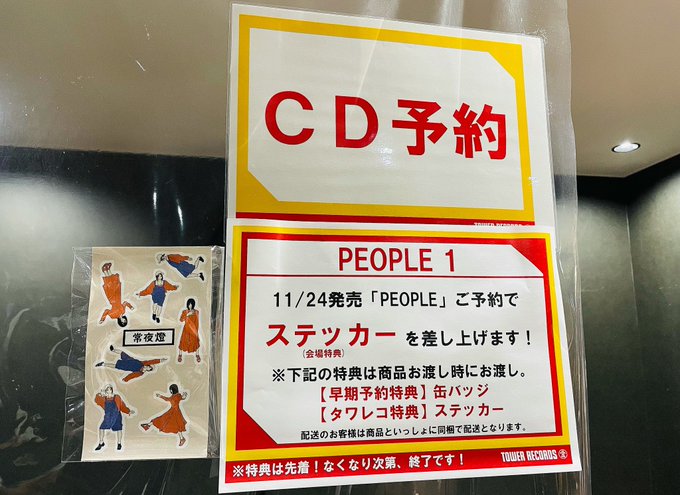 CD予約
TOWER RECORDS
PEOPLE 1
11/24発売「PEOPLE」ご予約で
ステッカーを差し上げます！
(会場特典)
※下記の特典は商品お渡し時にお渡し。
【早期予約特典】缶バッジ
【タワレコ特典】ステッカー
配送のお客様は商品といっしょに同梱で配送となります。
※特典は先着！なくなり次第、終了です！
TOWER RECORDS
常夜燈